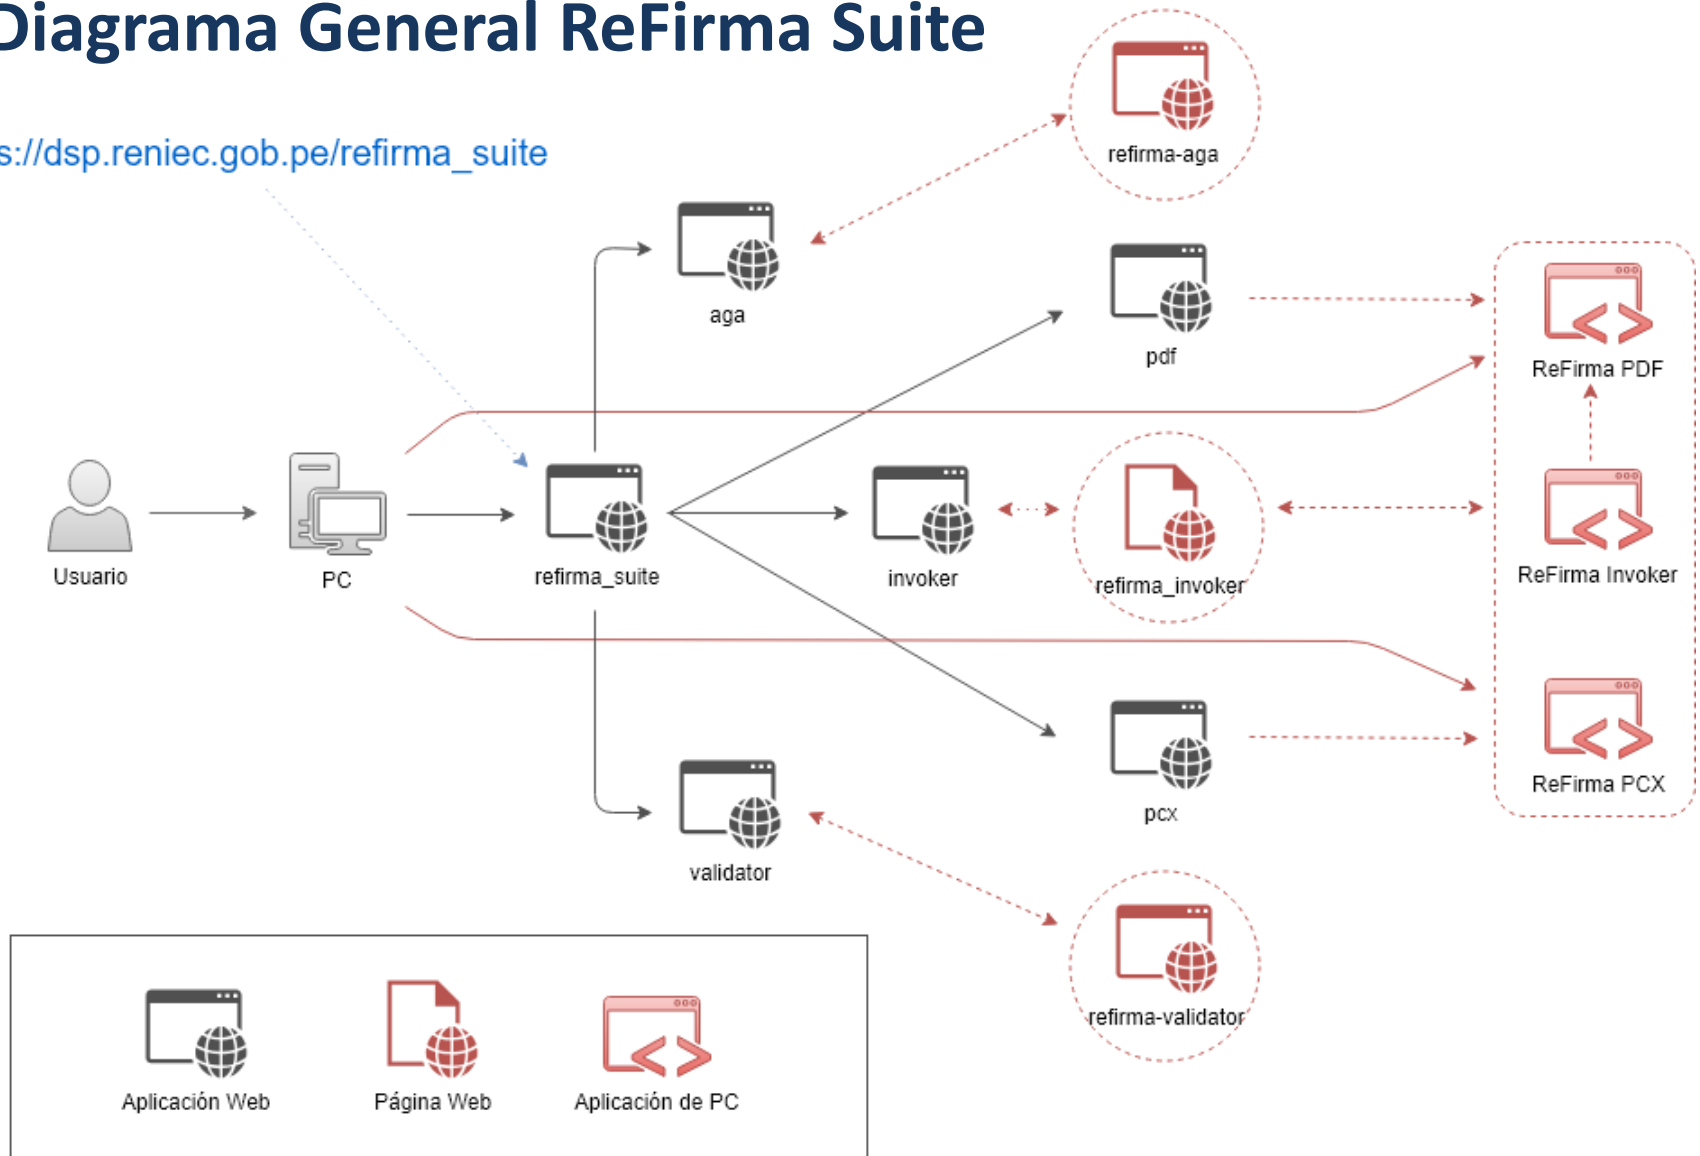 Diagrama General ReFirma Suite
s://dsp.reniec.gob.pe/refirma_suite
refirma-aga
aga
pdf
ReFirma PDF
Usuario
PC
refirma_suite
invoker
refirma_invoker
ReFirma Invoker
pcx
ReFirma PCX
validator
refirma-validator
Aplicación Web
Página Web
Aplicación de PC